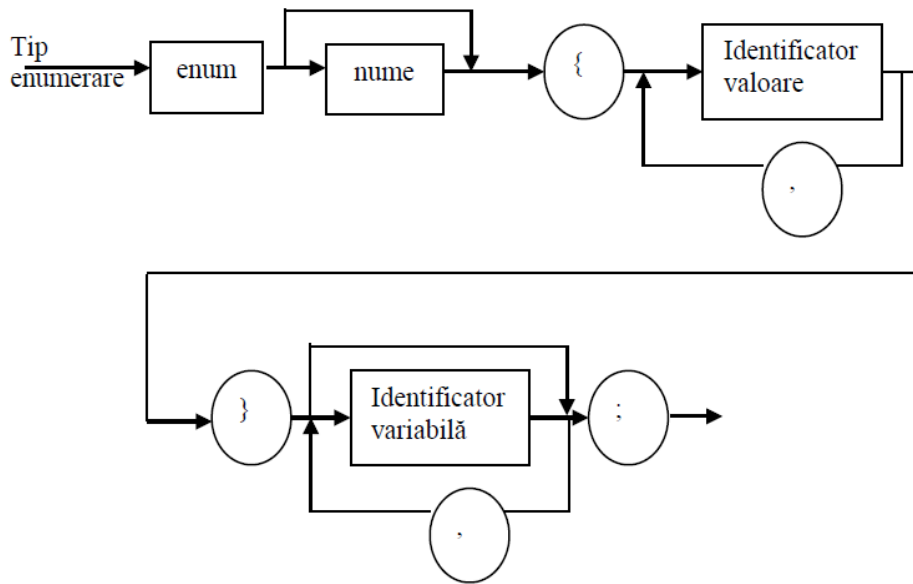 Tip
enumerare
enum
nume
{
Identificator
valoare
,
}
Identificator
variabilă
;
,